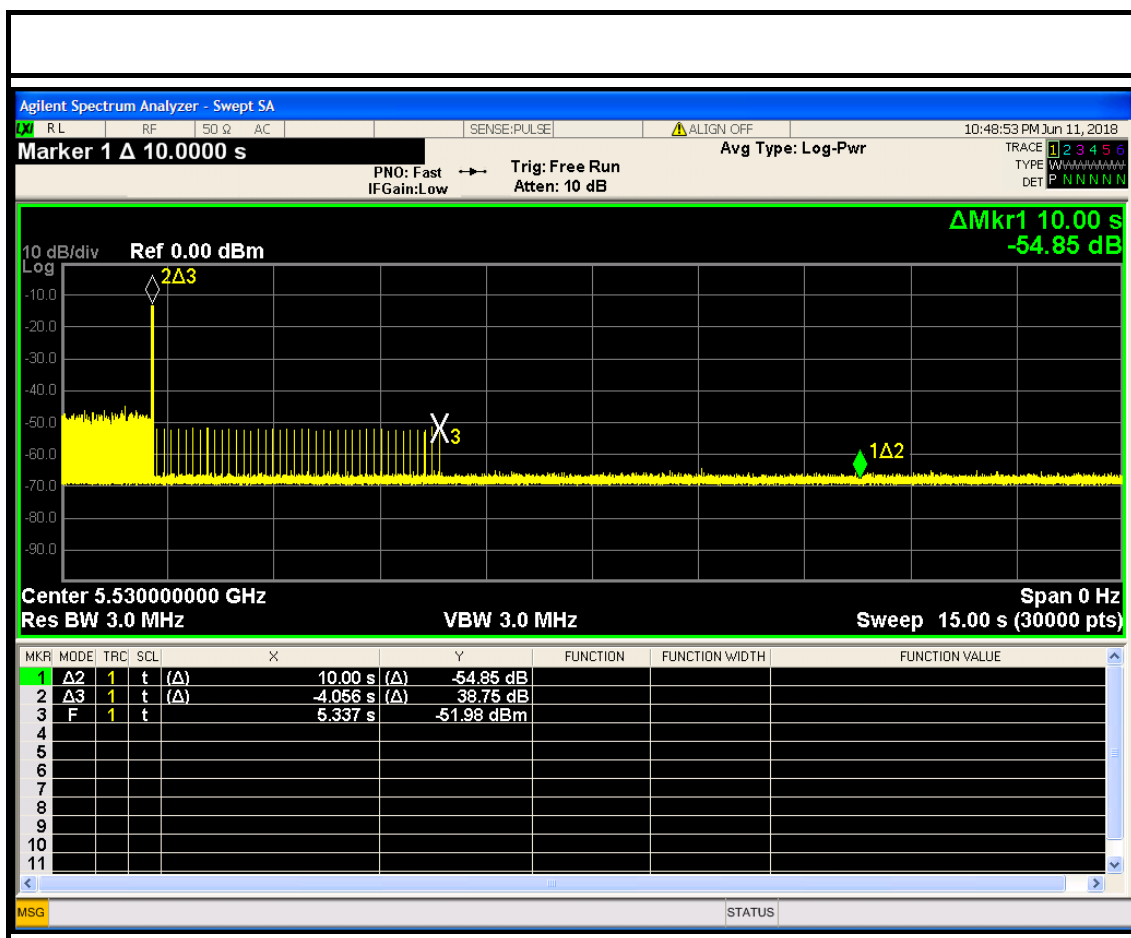 Agilent Spectrum Analyzer - Swept SA
LXI RL RF 50 Ω AC SENSE:PULSE ALIGN OFF 10:48:53 PM Jun 11, 2018
Marker 1 Δ 10.0000 s
Avg Type: Log-Pwr
TRACE 1 2 3 4 5 6
PNO: Fast Trig: Free Run
TYPE WWWWWW
IFGain:Low Atten: 10 dB
DET P N N N N N
ΔMkr1 10.00 s
10 dB/div Ref 0.00 dBm -54.85 dB
Log
2Δ3
-10.0
-20.0
-30.0
-40.0
-50.0
3
-60.0
1Δ2
-70.0
-80.0
-90.0
Center 5.530000000 GHz Span 0 Hz
Res BW 3.0 MHz VBW 3.0 MHz Sweep 15.00 s (30000 pts)
MKR MODE TRC SCL X Y FUNCTION FUNCTION WIDTH FUNCTION VALUE
1 Δ2 1 t (Δ) 10.00 s (Δ) -54.85 dB
2 Δ3 1 t (Δ) -4.056 s (Δ) 38.75 dB
3 F 1 t 5.337 s -51.98 dBm
4
5
6
7
8
9
10
11
MSG STATUS